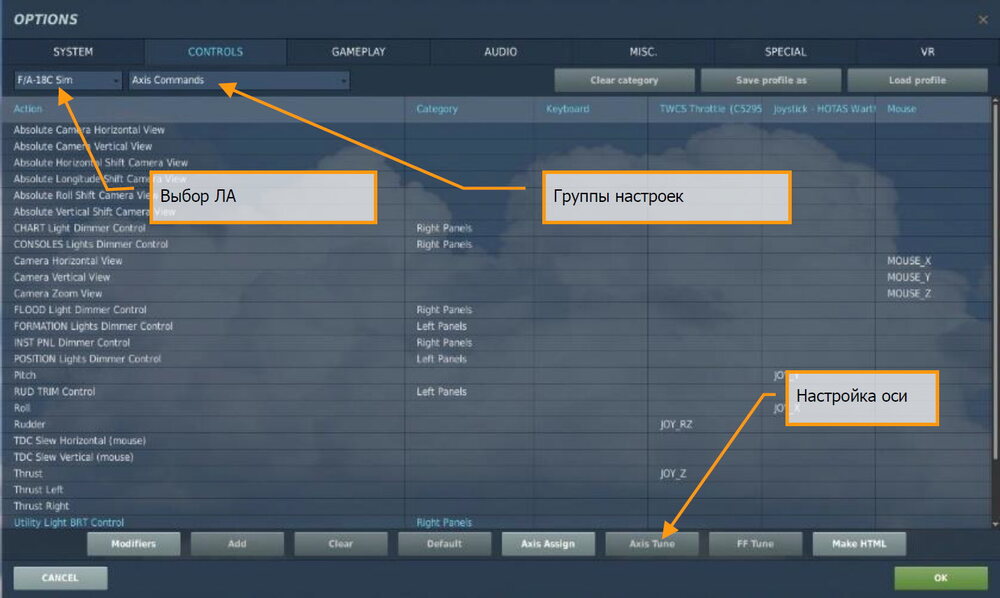 OPTIONS
SYSTEM CONTROLS GAMEPLAY AUDIO MISC. SPECIAL VR
F/A-18C Sim Axis Commands Clear category Save profile as Load profile
Action Category Keyboard TWCS Throttle {C5295 Joystick - HOTAS Wart Mouse
Absolute Camera Horizontal View
Absolute Camera Vertical View
Absolute Horizontal Shift Camera View
Absolute Longitude Shift Camera View
Absolute Roll Shift Camera View
Absolute Vertical Shift Camera View
Выбор ЛА
Группы настроек
CHART Light Dimmer Control Right Panels
CONSOLES Lights Dimmer Control Right Panels
Camera Horizontal View MOUSE_X
Camera Vertical View MOUSE_Y
Camera Zoom View MOUSE_Z
FLOOD Light Dimmer Control Right Panels
FORMATION Lights Dimmer Control Left Panels
INST PNL Dimmer Control Right Panels
POSITION Lights Dimmer Control Left Panels
Pitch JOY_Y
RUD TRIM Control Left Panels
Настройка оси
Roll JOY_X
Rudder JOY_RZ
TDC Slew Horizontal (mouse)
TDC Slew Vertical (mouse)
Thrust JOY_Z
Thrust Left
Thrust Right
Utility Light BRT Control Right Panels
Modifiers Add Clear Default Axis Assign Axis Tune FF Tune Make HTML
CANCEL OK